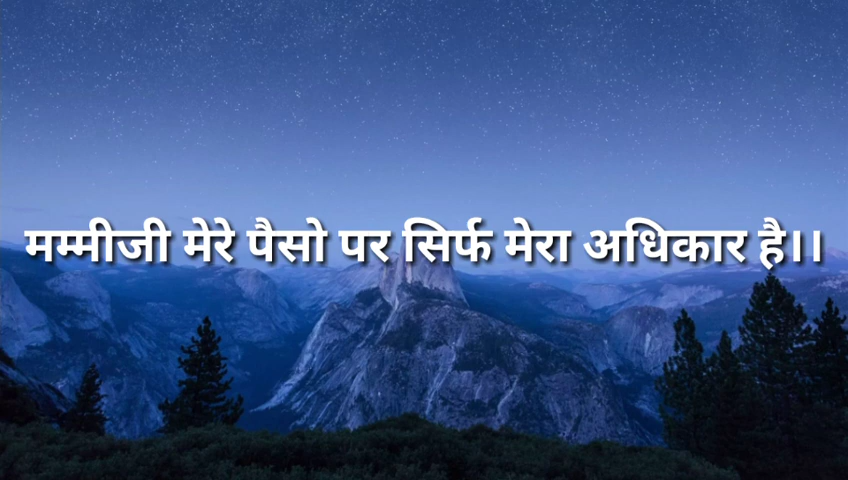 मम्मीजी मेरे पैसो पर सिर्फ मेरा अधिकार है।।